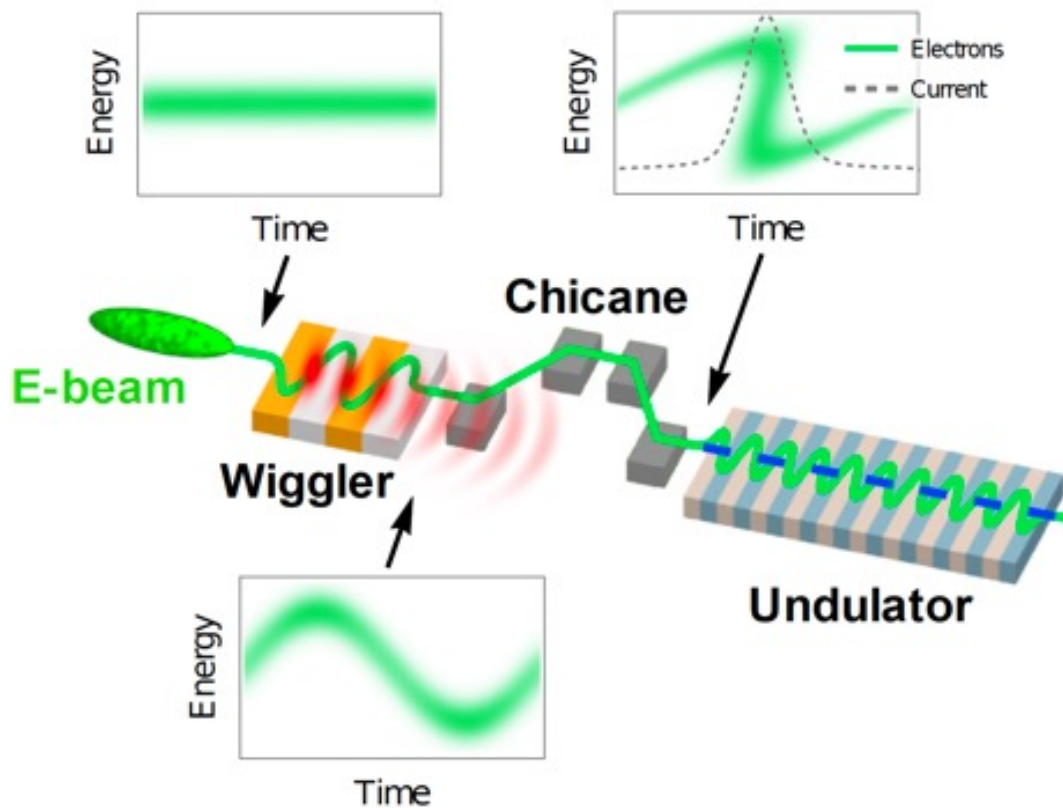 Energy
Time
Energy
Electrons
Current
Time
Chicane
E-beam
Wiggler
Undulator
Energy
Time